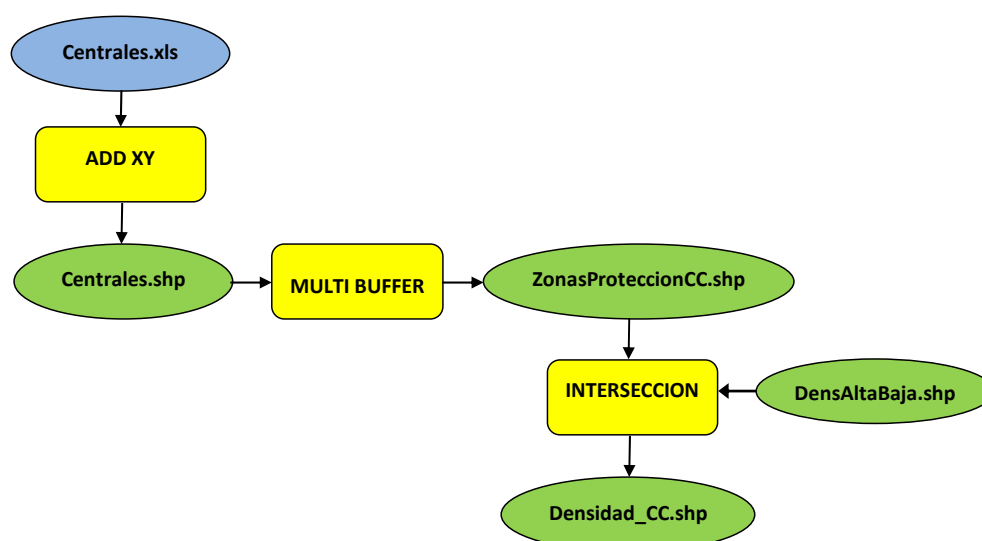 Centrales.xls
ADD XY
Centrales.shp
MULTI BUFFER
ZonasProteccionCC.shp
INTERSECCION
DensAltaBaja.shp
Densidad_CC.shp